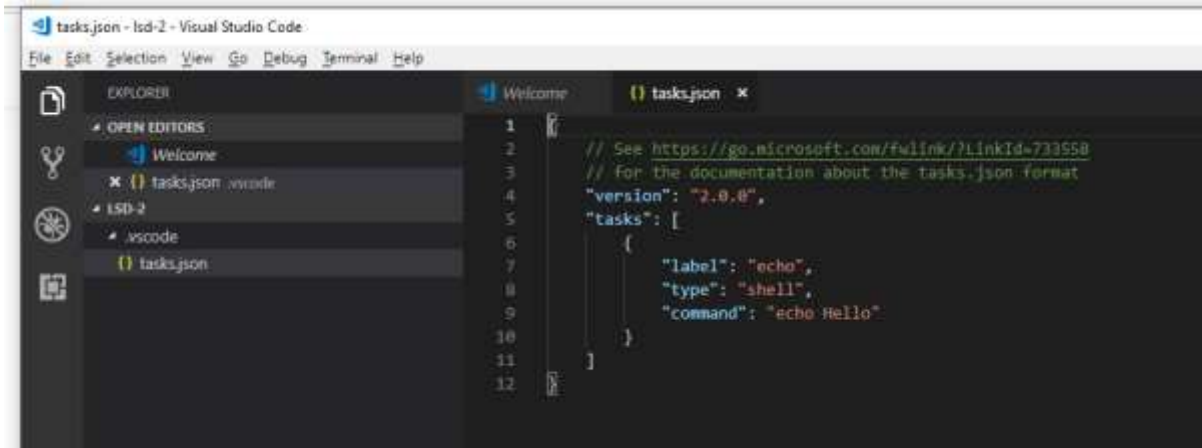 tasks.json - lsd-2 - Visual Studio Code
File Edit Selection View Go Debug Terminal Help
EXPLORER
OPEN EDITORS
Welcome
tasks.json .vscode
LSD-2
.vscode
{} tasks.json
Welcome
{} tasks.json ×
1 {
2 // See https://go.microsoft.com/fwlink/?LinkId=733558
3 // for the documentation about the tasks.json format
4 "version": "2.0.0",
5 "tasks": [
6 {
7 "label": "echo",
8 "type": "shell",
9 "command": "echo Hello"
10 }
11 ]
12 }